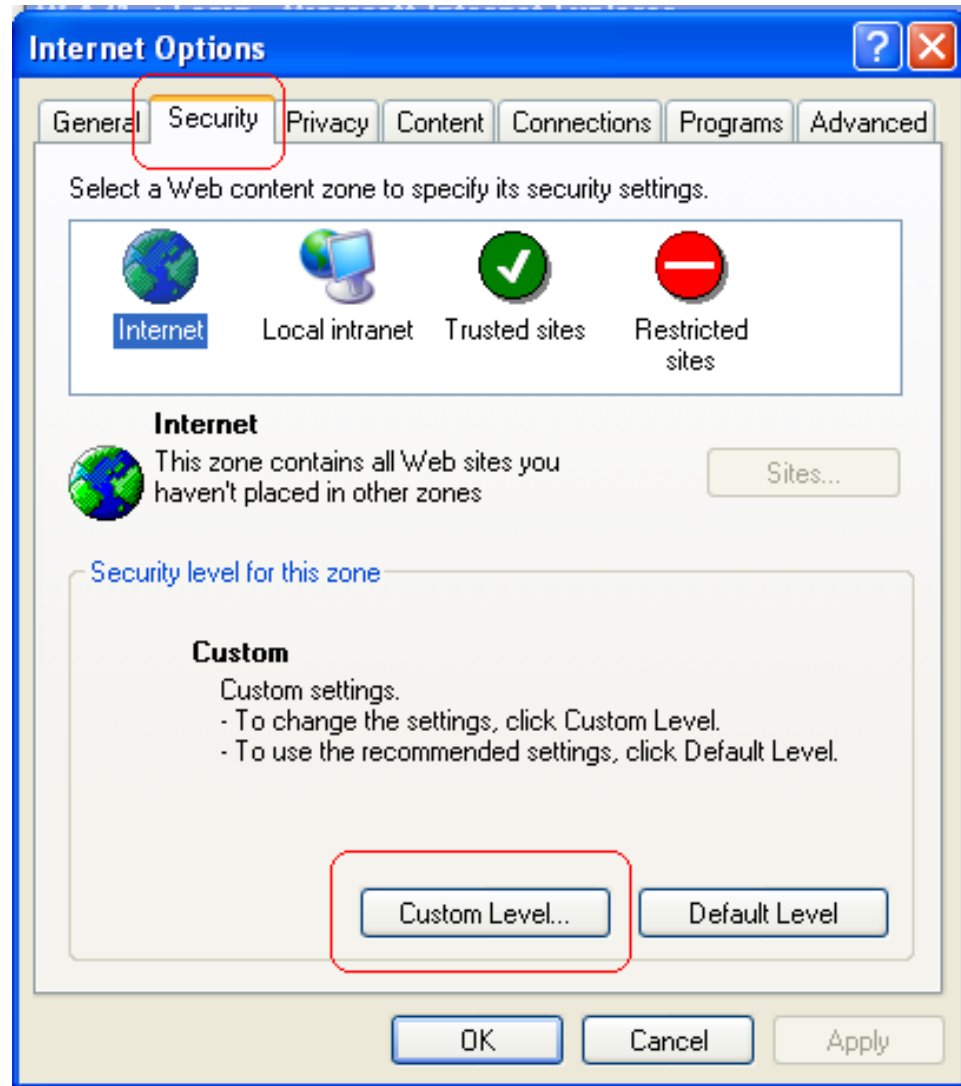 Internet Options
General Security Privacy Content Connections Programs Advanced
Select a Web content zone to specify its security settings.
Internet Local intranet Trusted sites Restricted
sites
Internet
This zone contains all Web sites you
haven't placed in other zones
Sites...
Security level for this zone
Custom
Custom settings.
- To change the settings, click Custom Level.
- To use the recommended settings, click Default Level.
Custom Level... Default Level
OK Cancel Apply